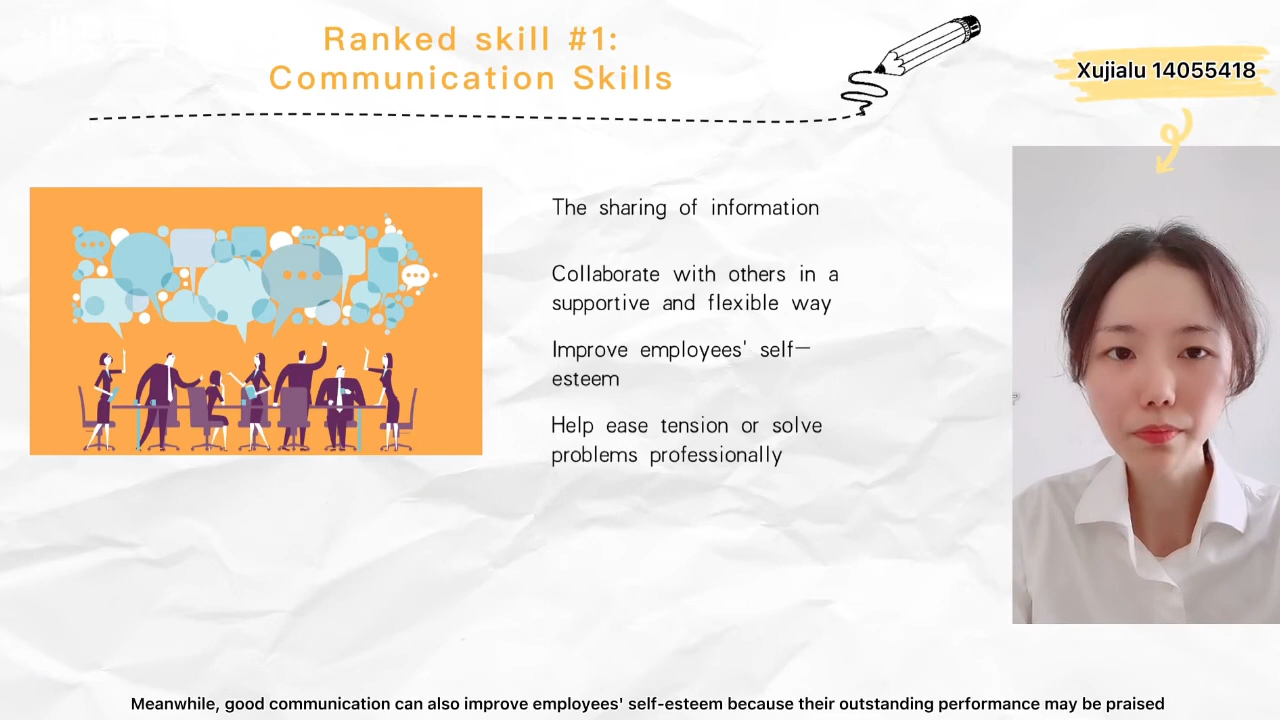 Ranked skill #1:
Communication Skills
Xujialu 14055418
The sharing of information
Collaborate with others in a
supportive and flexible way
Improve employees' self-
esteem
Help ease tension or solve
problems professionally
Meanwhile, good communication can also improve employees' self-esteem because their outstanding performance may be praised